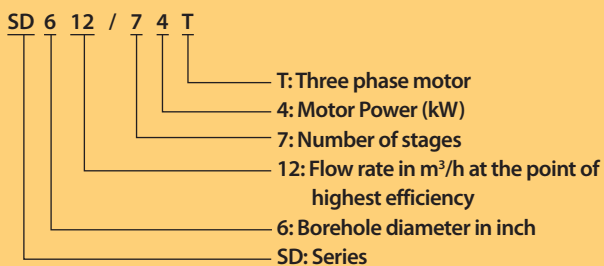 SD 6 12 / 7 4 T
T: Three phase motor
4: Motor Power (kW)
7: Number of stages
12: Flow rate in m³/h at the point of
highest efficiency
6: Borehole diameter in inch
SD: Series